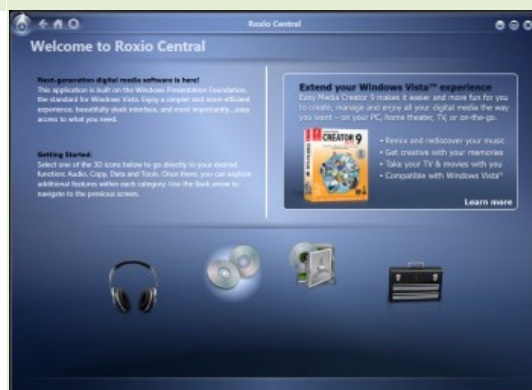 Roxio Central
Welcome to Roxio Central
Next-generation digital media software is here!
This application is built on the Windows Presentation Foundation,
the standard for Windows Vista. Enjoy a simpler and more efficient
experience, beautifully sleek interface, and most importantly...easy
access to what you need.
Getting Started:
Select one of the 3D icons below to go directly to your desired
function: Audio, Copy, Data and Tools. Once there, you can explore
additional features within each category. Use the Back arrow to
navigate to the previous screen.
Extend your Windows Vista™ experience
Easy Media Creator 9 makes it easier and more fun for you
to create, manage and enjoy all your digital media the way
you want – on your PC, home theater, TV, or on-the-go.
CREATOR 9
• Remix and rediscover your music
• Get creative with your memories
• Take your TV & movies with you
• Compatible with Windows Vista™
Learn more